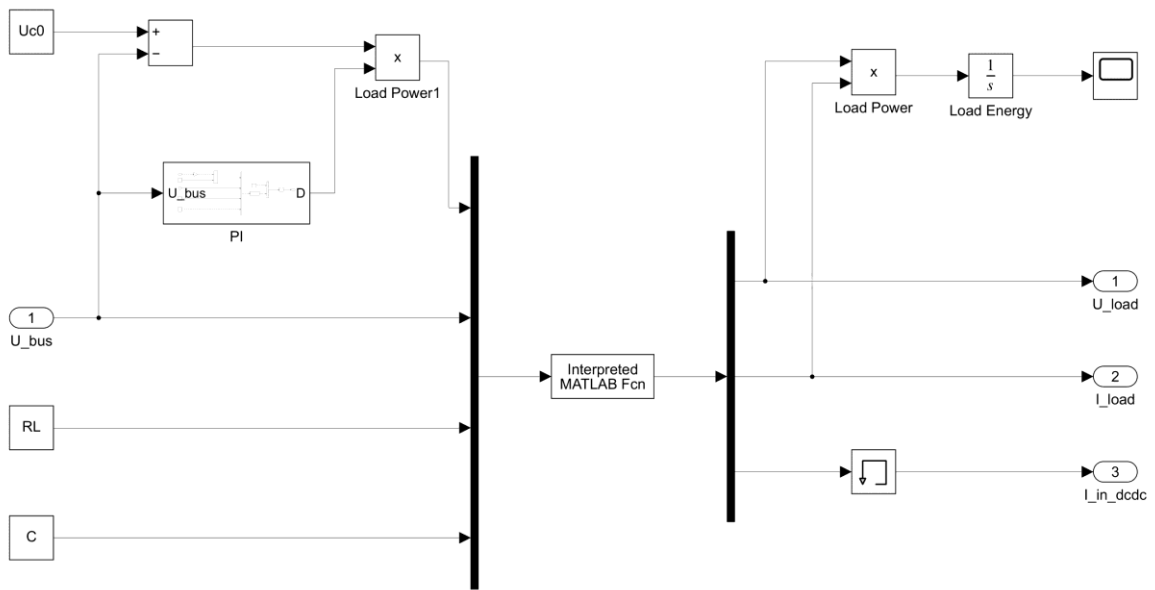 Uc0
+
−
x
Load Power1
U_bus
D
PI
1
U_bus
RL
C
Interpreted
MATLAB Fcn
x
Load Power
1
s
Load Energy
1
U_load
2
I_load
3
I_in_dcdc